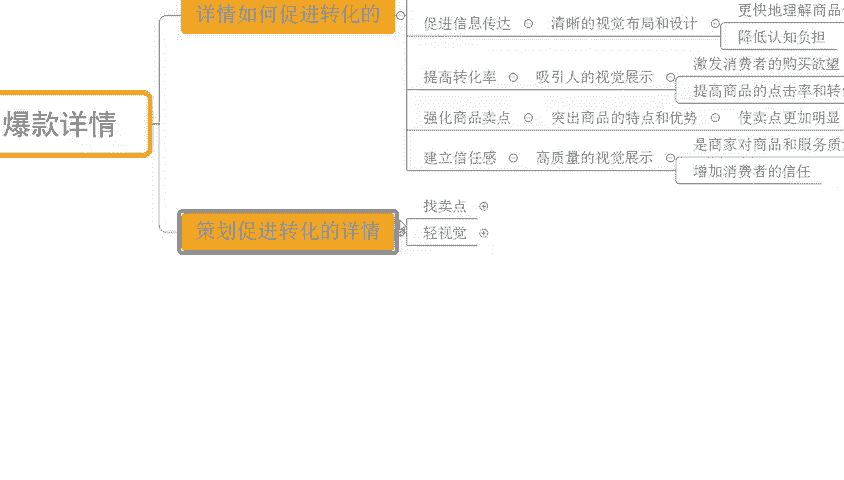 爆款详情
详情如何促进转化的
促进信息传达
清晰的视觉布局和设计
更快地理解商品
降低认知负担
提高转化率
吸引人的视觉展示
激发消费者的购买欲望
提高商品的点击率和转
强化商品卖点
突出商品的特点和优势
使卖点更加明显
建立信任感
高质量的视觉展示
是商家对商品和服务质
增加消费者的信任
策划促进转化的详情
找卖点
轻视觉